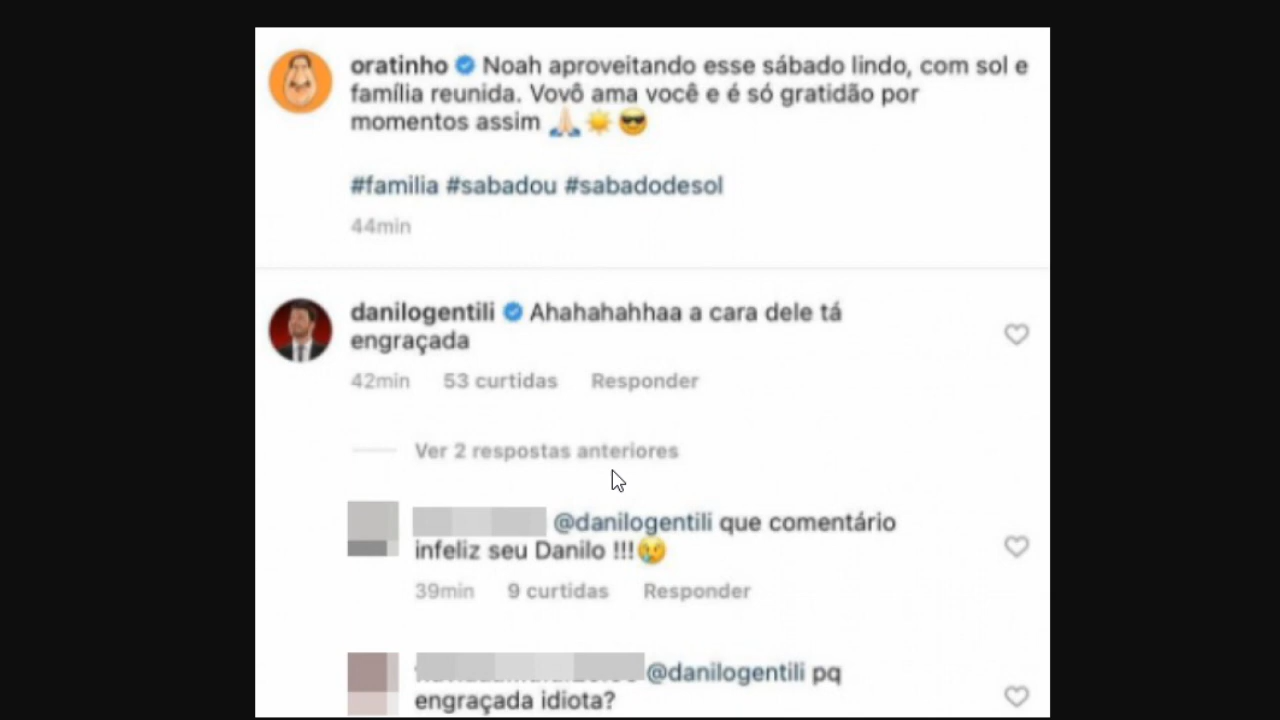 oratinho Noah aproveitando esse sábado lindo, com sol e
família reunida. Vovô ama você e é só gratidão por
momentos assim 🙏🏻☀️😎
#familia #sabadou #sabadodesol
44min
danilogentili Ahahahahhaa a cara dele tá
engraçada
42min 53 curtidas Responder
Ver 2 respostas anteriores
@danilogentili que comentário
infeliz seu Danilo !!!😢
39min 9 curtidas Responder
@danilogentili pq
engraçada idiota?